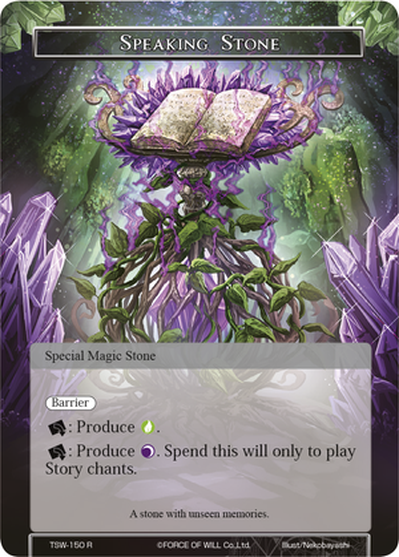 Speaking Stone
Special Magic Stone
Barrier
: Produce .
: Produce . Spend this will only to play
Story chants.
A stone with unseen memories.
TSW-150 R ©FORCE OF WILL Co.,Ltd. Illust/Nekobayashi